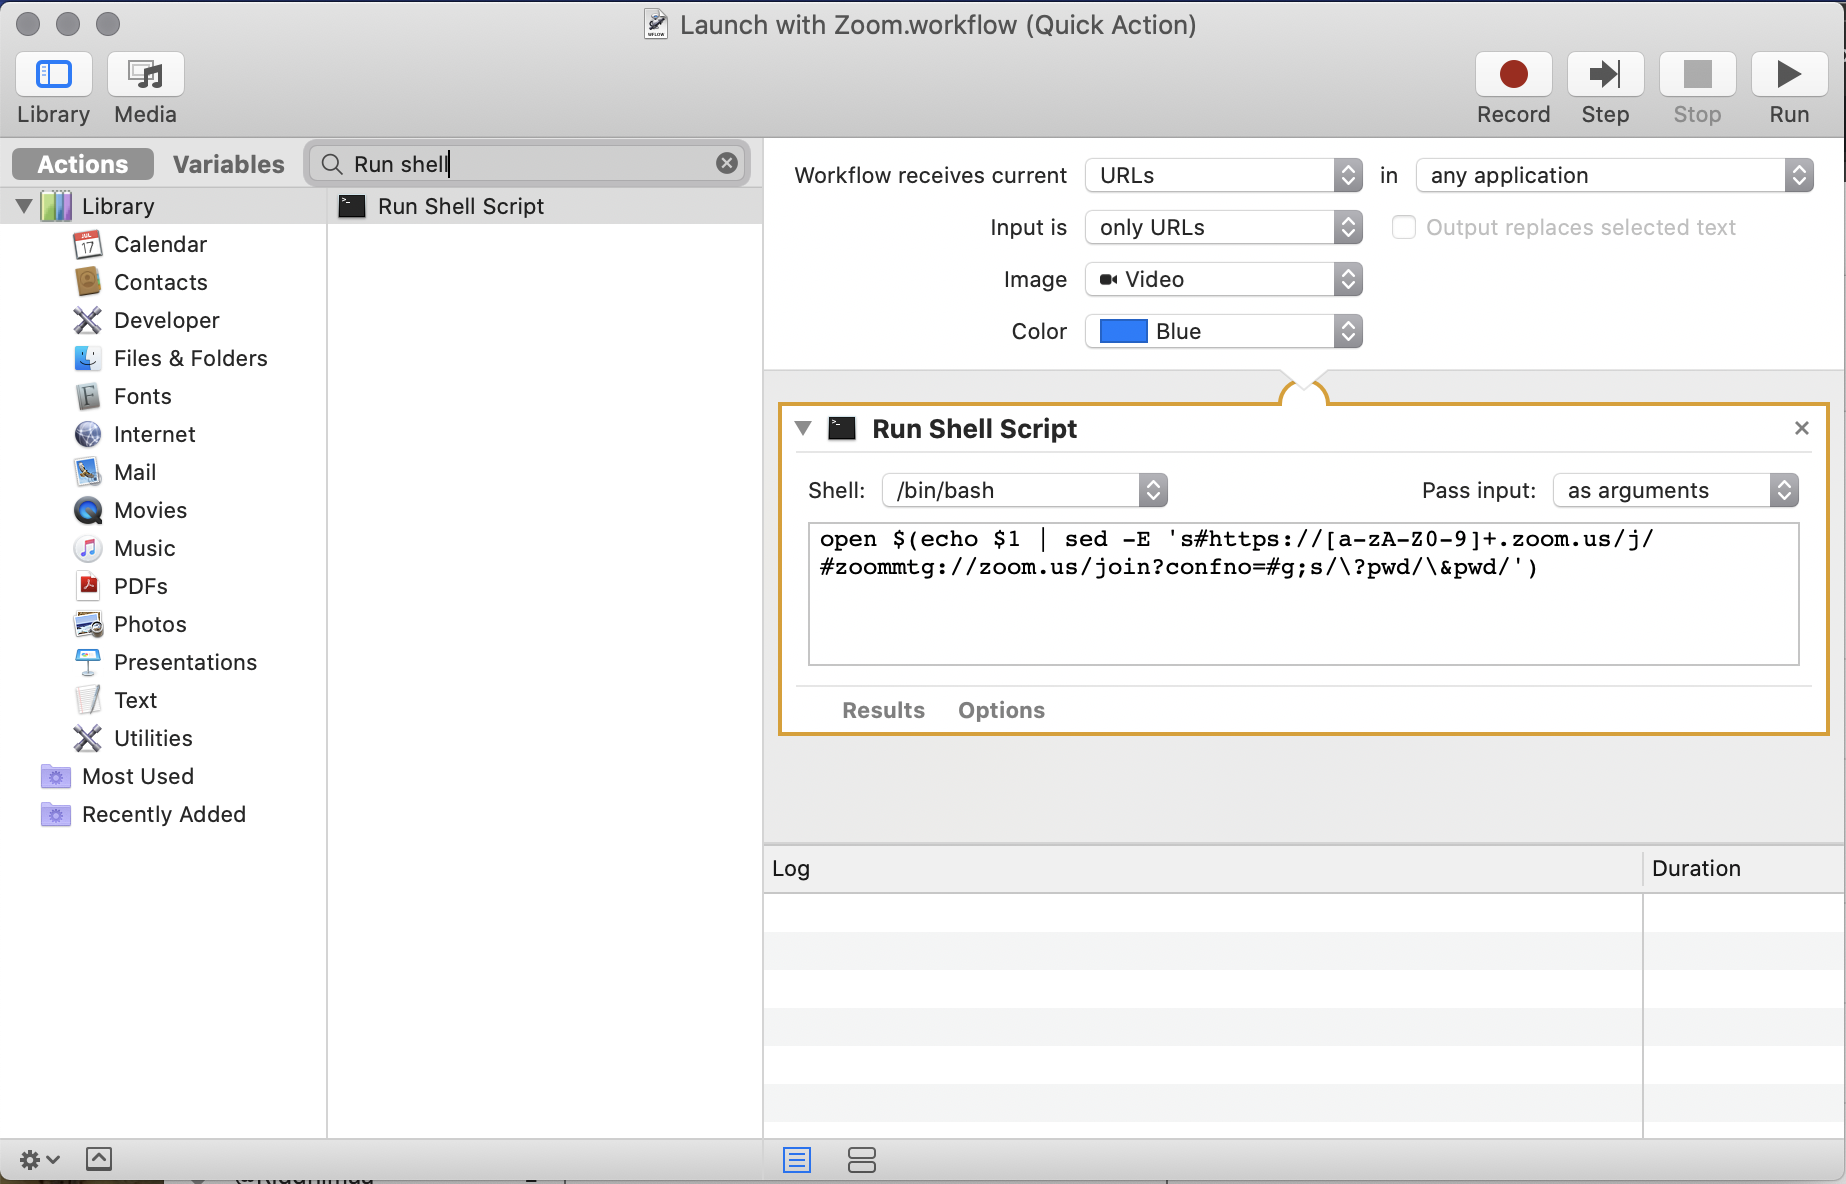 Launch with Zoom.workflow (Quick Action)
Library
Media
Record
Step
Stop
Run
Actions
Variables
Run shell
Library
Calendar
Contacts
Developer
Files & Folders
Fonts
Internet
Mail
Movies
Music
PDFs
Photos
Presentations
Text
Utilities
Most Used
Recently Added
Run Shell Script
Workflow receives current URLs in any application
Input is only URLs Output replaces selected text
Image Video
Color Blue
Run Shell Script
Shell: /bin/bash Pass input: as arguments
open $(echo $1 | sed -E 's#https://[a-zA-Z0-9]+.zoom.us/j/
#zoommtg://zoom.us/join?confno=#g;s/\?pwd/\&pwd/')
Results Options
Log Duration